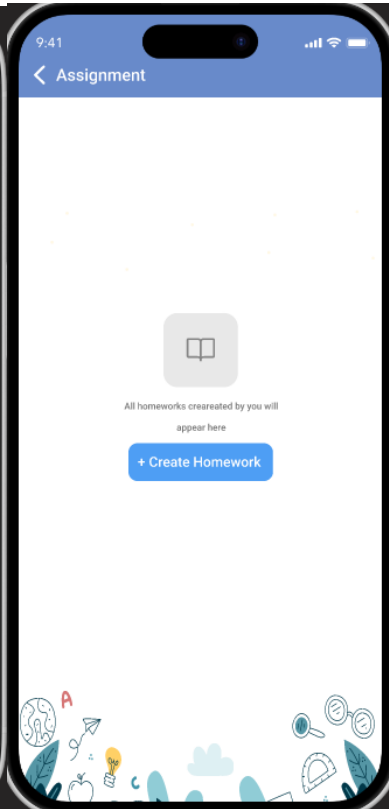 9:41
Assignment
All homeworks creareated by you will
appear here
+ Create Homework
A
C